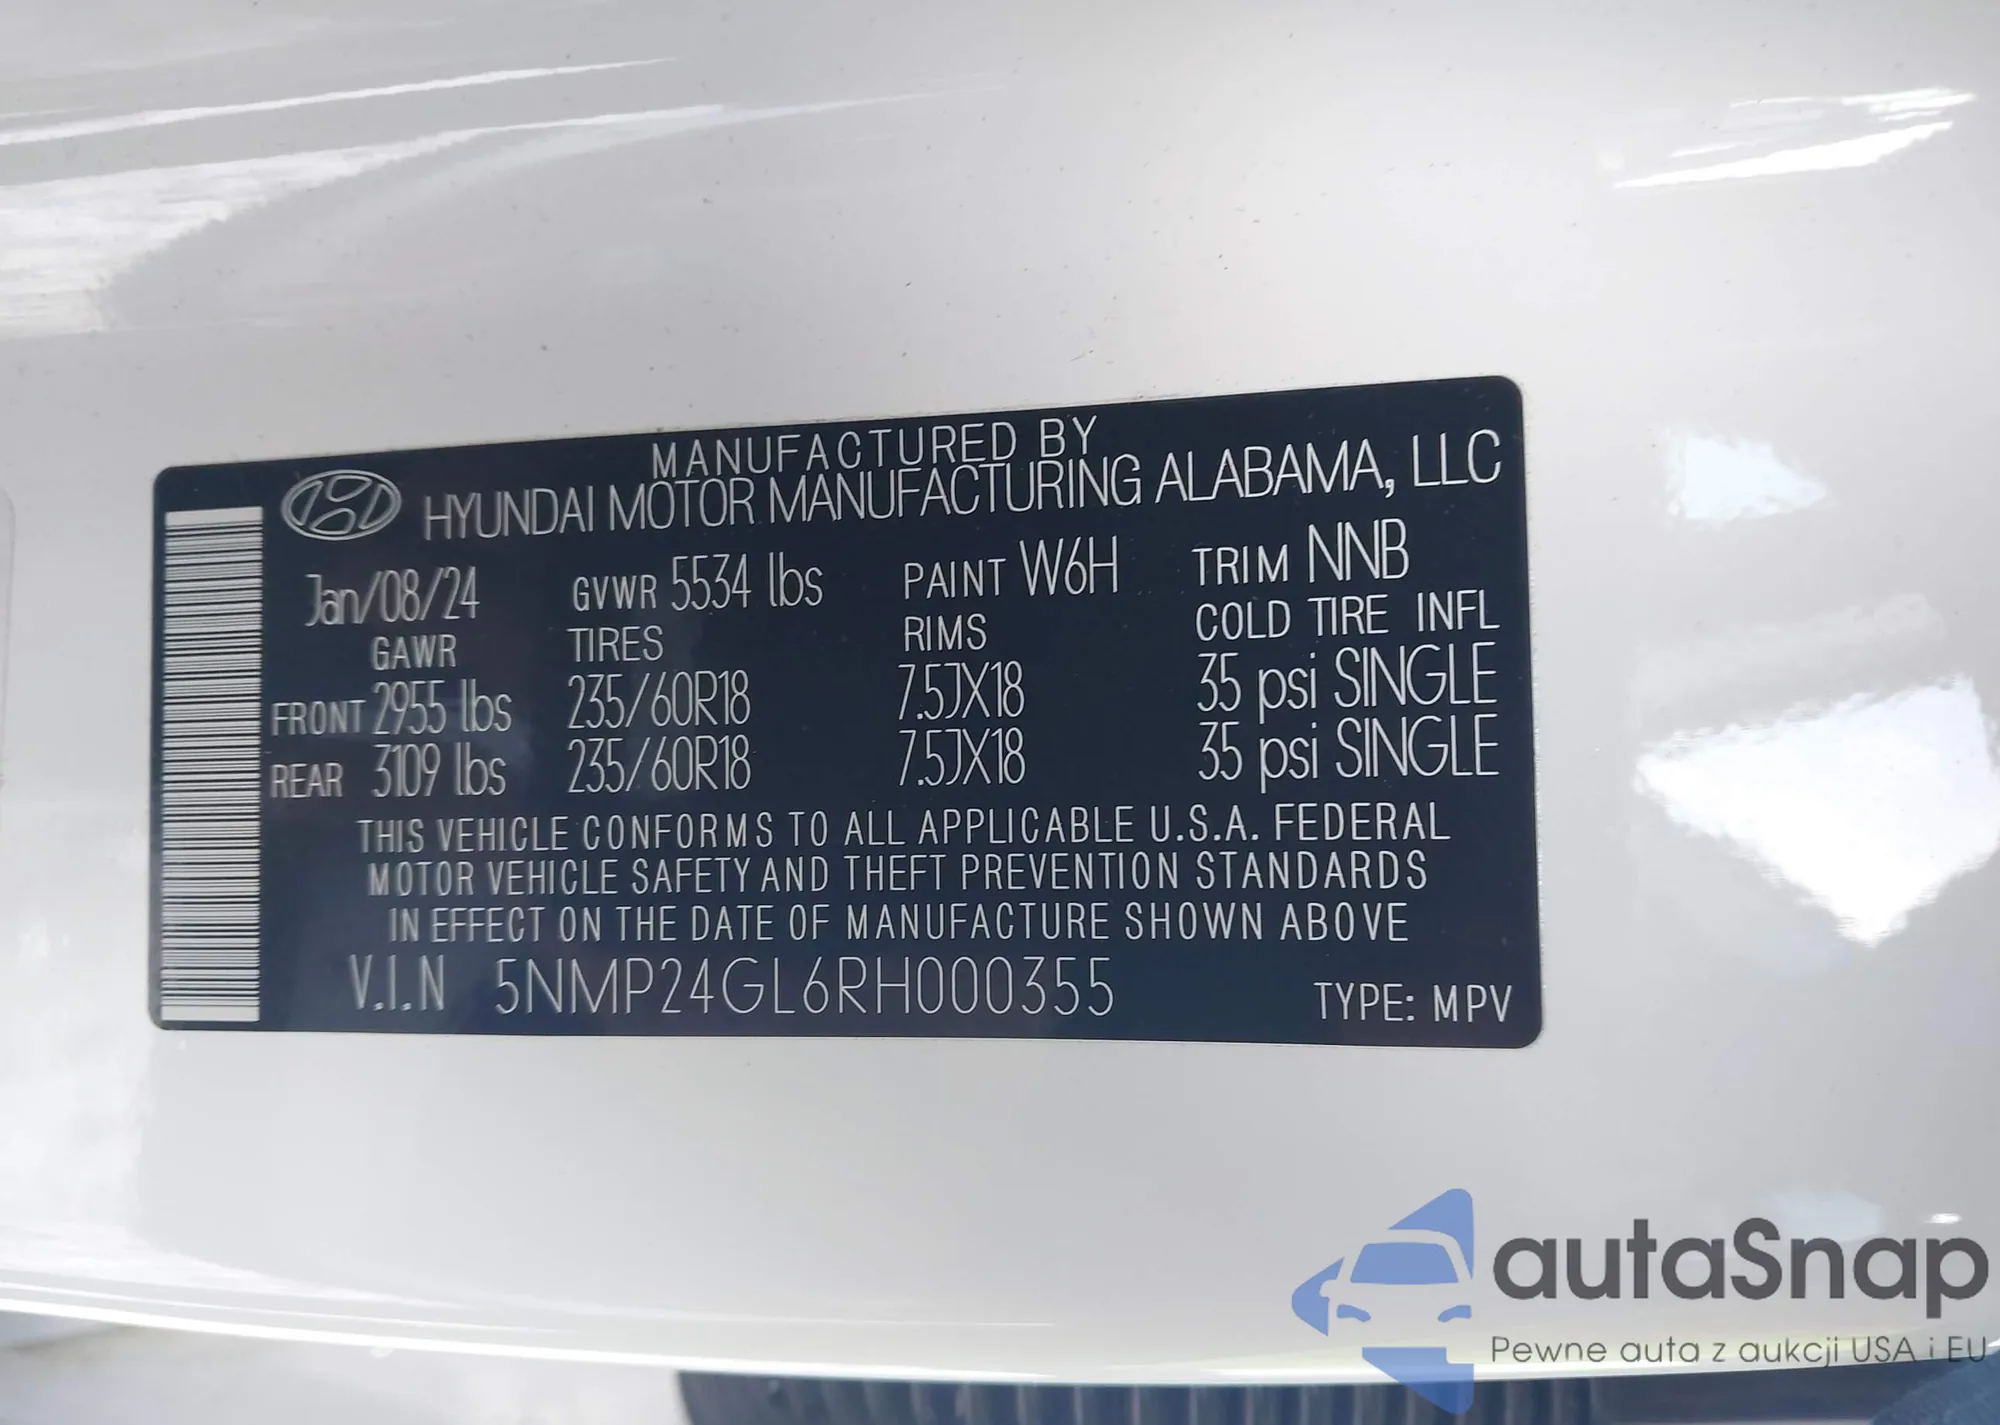 MANUFACTURED BY
HYUNDAI MOTOR MANUFACTURING ALABAMA, LLC
Jan/08/24 GVWR 5534 lbs PAINT W6H TRIM NNB
GAWR TIRES RIMS COLD TIRE INFL
FRONT 2955 lbs 235/60R18 7.5JX18 35 psi SINGLE
REAR 3109 lbs 235/60R18 7.5JX18 35 psi SINGLE
THIS VEHICLE CONFORMS TO ALL APPLICABLE U.S.A. FEDERAL
MOTOR VEHICLE SAFETY AND THEFT PREVENTION STANDARDS
IN EFFECT ON THE DATE OF MANUFACTURE SHOWN ABOVE
V.I.N 5NMP24GL6RH000355 TYPE: MPV
autaSnap
Pewne auta z aukcji USA i EU